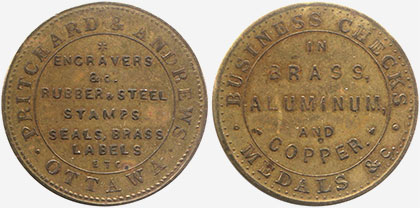 PRITCHARD & ANDREWS
· OTTAWA ·
ENGRAVERS
&c.
RUBBER & STEEL
STAMPS
SEALS, BRASS
LABELS
ETC.
BUSINESS CHECKS
· MEDALS &c. ·
IN
BRASS,
ALUMINUM,
AND
COPPER.